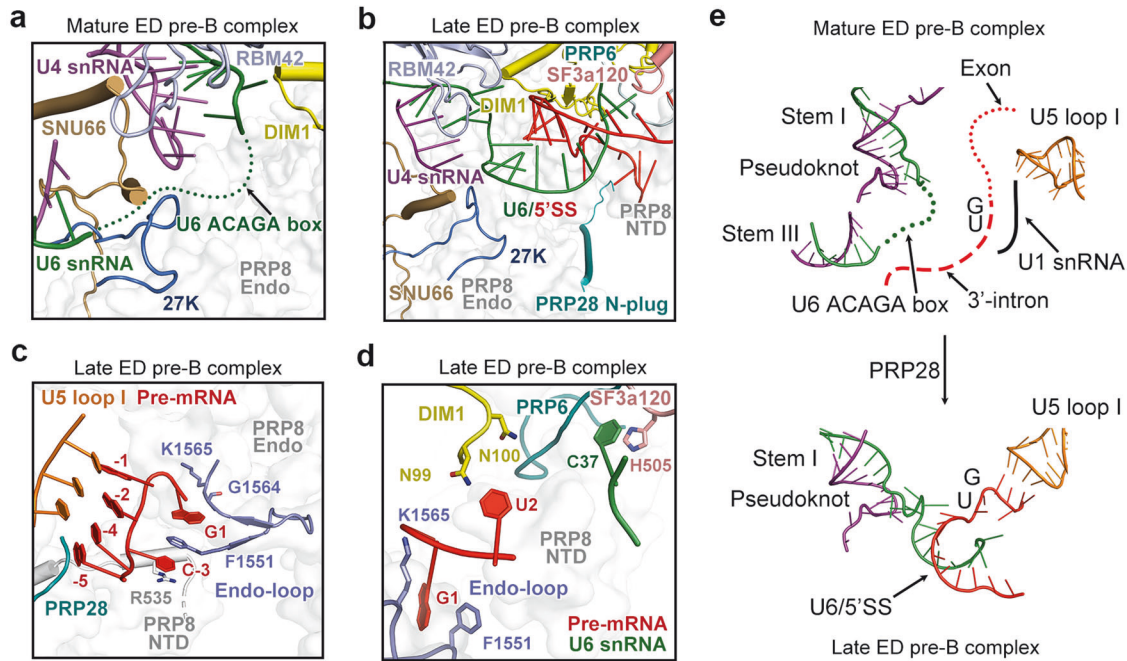 a
Mature ED pre-B complex
U4 snRNA
RBM42
SNU66
DIM1
U6 ACAGA box
U6 snRNA
PRP8
Endo
27K
b
Late ED pre-B complex
PRP6
RBM42
SF3a120
DIM1
U4 snRNA
U6/5'SS
PRP8
NTD
27K
SNU66
PRP8
Endo
PRP28 N-plug
c
Late ED pre-B complex
U5 loop I Pre-mRNA
PRP8
Endo
K1565
-1
G1564
-2
G1
-4
F1551
C-3
-5
Endo-loop
R535
PRP28
PRP8
NTD
d
Late ED pre-B complex
SF3a120
DIM1
PRP6
N100
C37
H505
N99
U2
K1565
PRP8
NTD
Endo-loop
G1
Pre-mRNA
F1551
U6 snRNA
e
Mature ED pre-B complex
Exon
Stem I
U5 loop I
Pseudoknot
G
U
Stem III
U1 snRNA
U6 ACAGA box
3'-intron
PRP28
U5 loop I
Stem I
G
U
Pseudoknot
U6/5'SS
Late ED pre-B complex